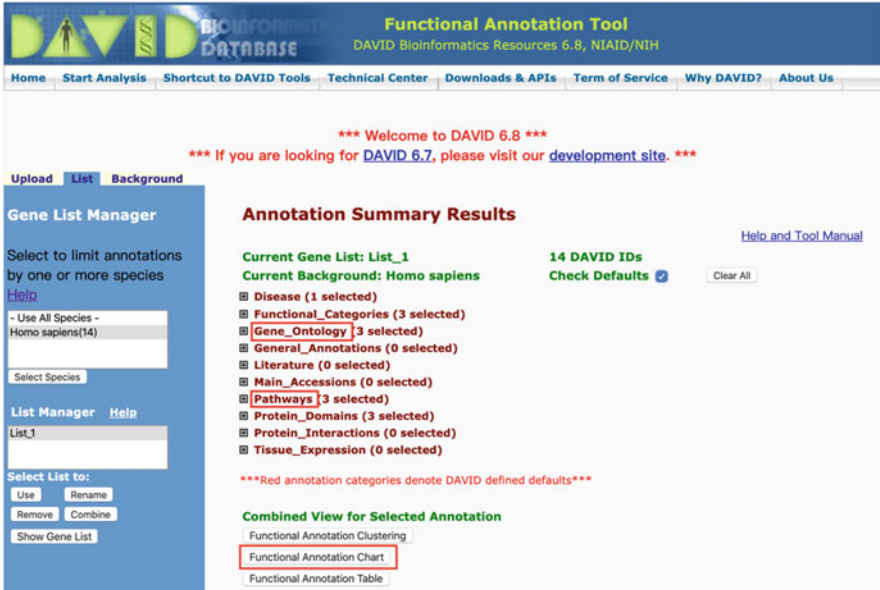 DAVID BIOINFORMATICS DATABASE
Functional Annotation Tool
DAVID Bioinformatics Resources 6.8, NIAID/NIH
Home Start Analysis Shortcut to DAVID Tools Technical Center Downloads & APIs Term of Service Why DAVID? About Us
*** Welcome to DAVID 6.8 ***
*** If you are looking for DAVID 6.7, please visit our development site. ***
Upload List Background
Gene List Manager
Select to limit annotations
by one or more species
Help
- Use All Species -
Homo sapiens(14)
Select Species
List Manager Help
List_1
Select List to:
Use Rename
Remove Combine
Show Gene List
Annotation Summary Results
Help and Tool Manual
Current Gene List: List_1 14 DAVID IDs
Current Background: Homo sapiens Check Defaults Clear All
Disease (1 selected)
Functional_Categories (3 selected)
Gene_Ontology (3 selected)
General_Annotations (0 selected)
Literature (0 selected)
Main_Accessions (0 selected)
Pathways (3 selected)
Protein_Domains (3 selected)
Protein_Interactions (0 selected)
Tissue_Expression (0 selected)
***Red annotation categories denote DAVID defined defaults***
Combined View for Selected Annotation
Functional Annotation Clustering
Functional Annotation Chart
Functional Annotation Table